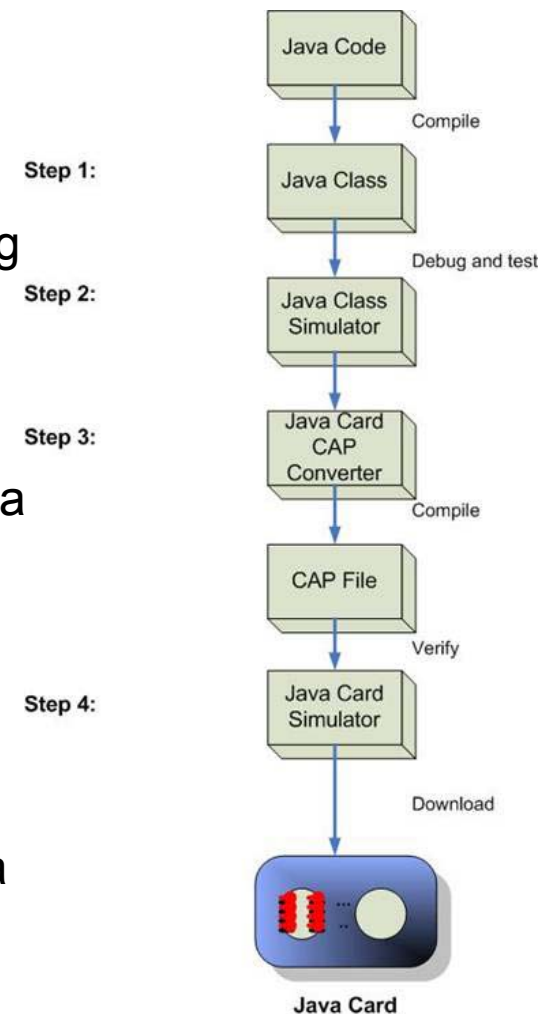 Java Code
Compile
Step 1:
Java Class
g
Debug and test
Step 2:
Java Class
Simulator
Step 3:
Java Card
CAP
Converter
a
Compile
CAP File
Verify
Step 4:
Java Card
Simulator
Download
a
...
..
Java Card